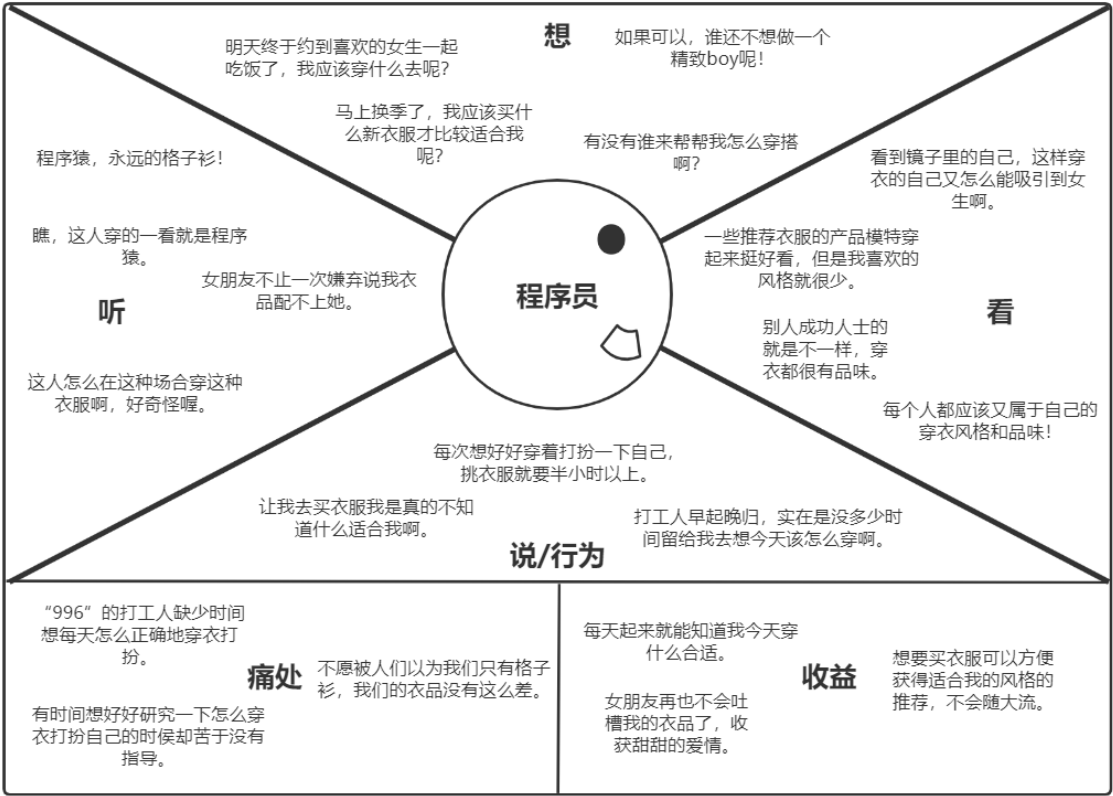 想
明天终于约到喜欢的女生一起
吃饭了，我应该穿什么去呢？
如果可以，谁还不想做一个
精致boy呢！
马上换季了，我应该买什
么新衣服才比较适合我
呢？
有没有谁来帮帮我怎么穿搭
啊？
程序猿，永远的格子衫！
瞧，这人穿的一看就是程序
猿。
女朋友不止一次嫌弃说我衣
品配不上她。
听
这人怎么在这种场合穿这种
衣服啊，好奇怪喔。
程序员
看到镜子里的自己，这样穿
衣的自己又怎么能吸引到女
生啊。
一些推荐衣服的产品模特穿
起来挺好看，但是我喜欢的
风格就很少。
看
别人成功人士的
就是不一样，穿
衣都很有品味。
每个人都应该又属于自己的
穿衣风格和品味！
每次想好好穿着打扮一下自己，
挑衣服就要半小时以上。
让我去买衣服我是真的不知
道什么适合我啊。
打工人早起晚归，实在是没多少时
间留给我去想今天该怎么穿啊。
说/行为
“996”的打工人缺少时间
想每天怎么正确地穿衣打
扮。
痛处
不愿被人们以为我们只有格子
衫，我们的衣品没有这么差。
有时间想好好研究一下怎么穿
衣打扮自己的时侯却苦于没有
指导。
每天起来就能知道我今天穿
什么合适。
收益
想要买衣服可以方便
获得适合我的风格的
推荐，不会随大流。
女朋友再也不会吐
槽我的衣品了，收
获甜甜的爱情。